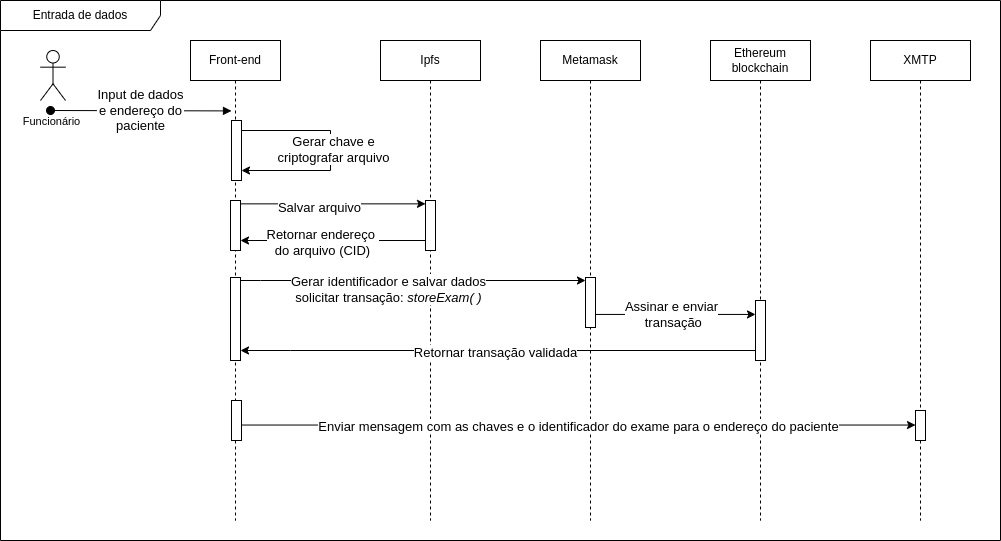 Entrada de dados
Front-end
Ipfs
Metamask
Ethereum
blockchain
XMTP
Funcionário
Input de dados
e endereço do
paciente
Gerar chave e
criptografar arquivo
Salvar arquivo
Retornar endereço
do arquivo (CID)
Gerar identificador e salvar dados
solicitar transação: storeExam( )
Assinar e enviar
transação
Retornar transação validada
Enviar mensagem com as chaves e o identificador do exame para o endereço do paciente